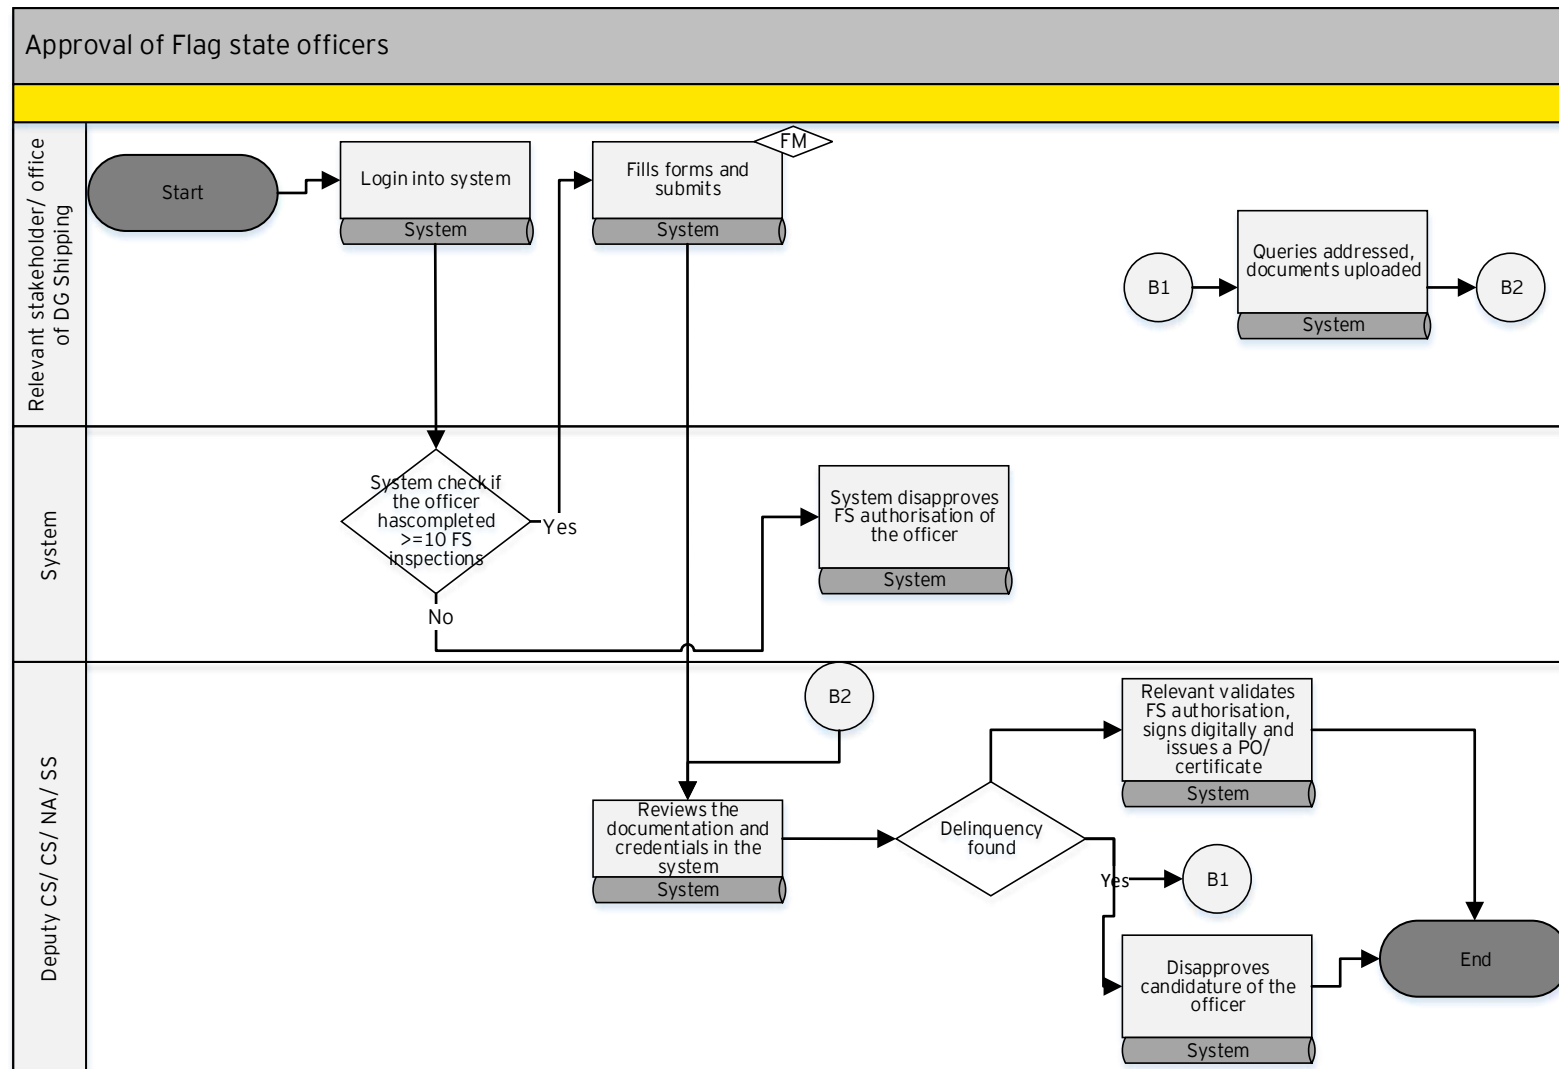 Approval of Flag state officers
Relevant stakeholder/ office
of DG Shipping
Start
Login into system
System
Fills forms and
submits
System
FM
B1
Queries addressed,
documents uploaded
System
B2
System
System check if
the officer
hascompleted
>=10 FS
inspections
Yes
No
System disapproves
FS authorisation of
the officer
System
Deputy CS/ CS/ NA/ SS
B2
Reviews the
documentation and
credentials in the
system
System
Delinquency
found
Relevant validates
FS authorisation,
signs digitally and
issues a PO/
certificate
System
Yes
B1
Disapproves
candidature of the
officer
System
End